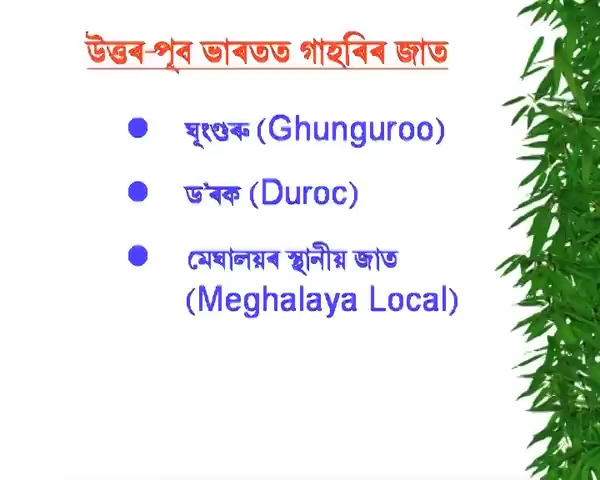 উত্তৰ-পূব ভাৰতত গাহৰিৰ জাত
ঘূংগুৰু (Ghunguroo)
ড'ৰক (Duroc)
মেঘালয়ৰ স্থানীয় জাত
(Meghalaya Local)